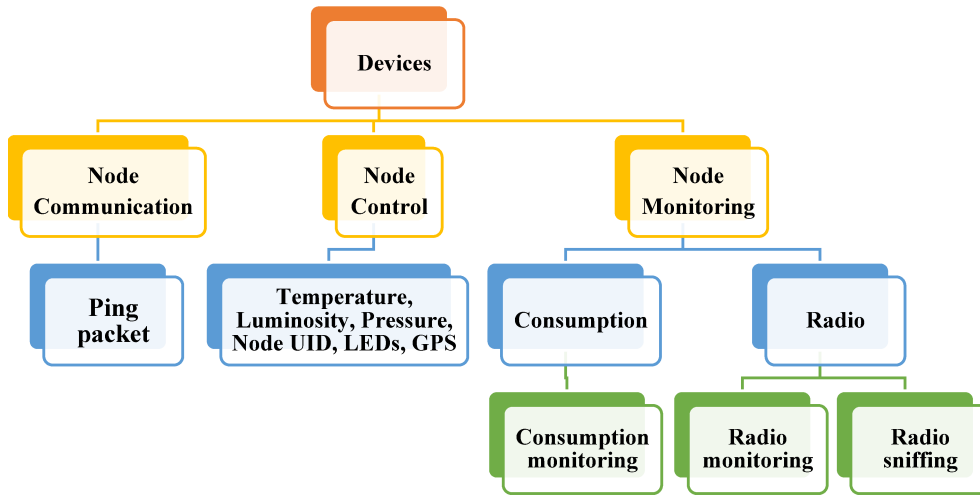 Devices
Node
Communication
Node
Control
Node
Monitoring
Ping
packet
Temperature,
Luminosity, Pressure,
Node UID, LEDs, GPS
Consumption
Radio
Consumption
monitoring
Radio
monitoring
Radio
sniffing